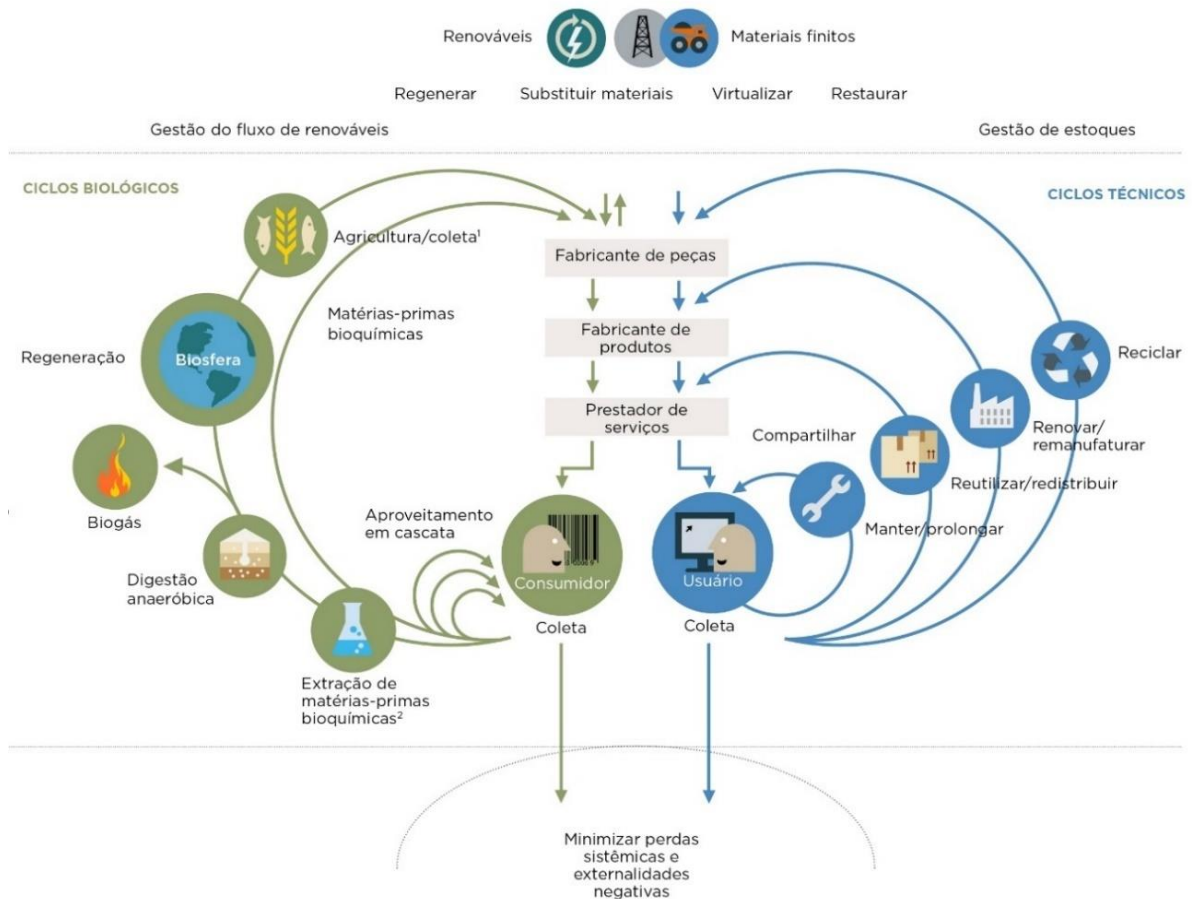 Renováveis
Materiais finitos
Regenerar
Substituir materiais
Virtualizar
Restaurar
Gestão do fluxo de renováveis
Gestão de estoques
CICLOS BIOLÓGICOS
CICLOS TÉCNICOS
Agricultura/coleta¹
Fabricante de peças
Matérias-primas
bioquímicas
Regeneração
Biosfera
Fabricante de
produtos
Reciclar
Prestador de
serviços
Compartilhar
Renovar/
remanufaturar
Reutilizar/redistribuir
Biogás
Aproveitamento
em cascata
Manter/prolongar
Digestão
anaeróbica
Consumidor
Usuário
Coleta
Coleta
Extração de
matérias-primas
bioquímicas²
Minimizar perdas
sistêmicas e
externalidades
negativas